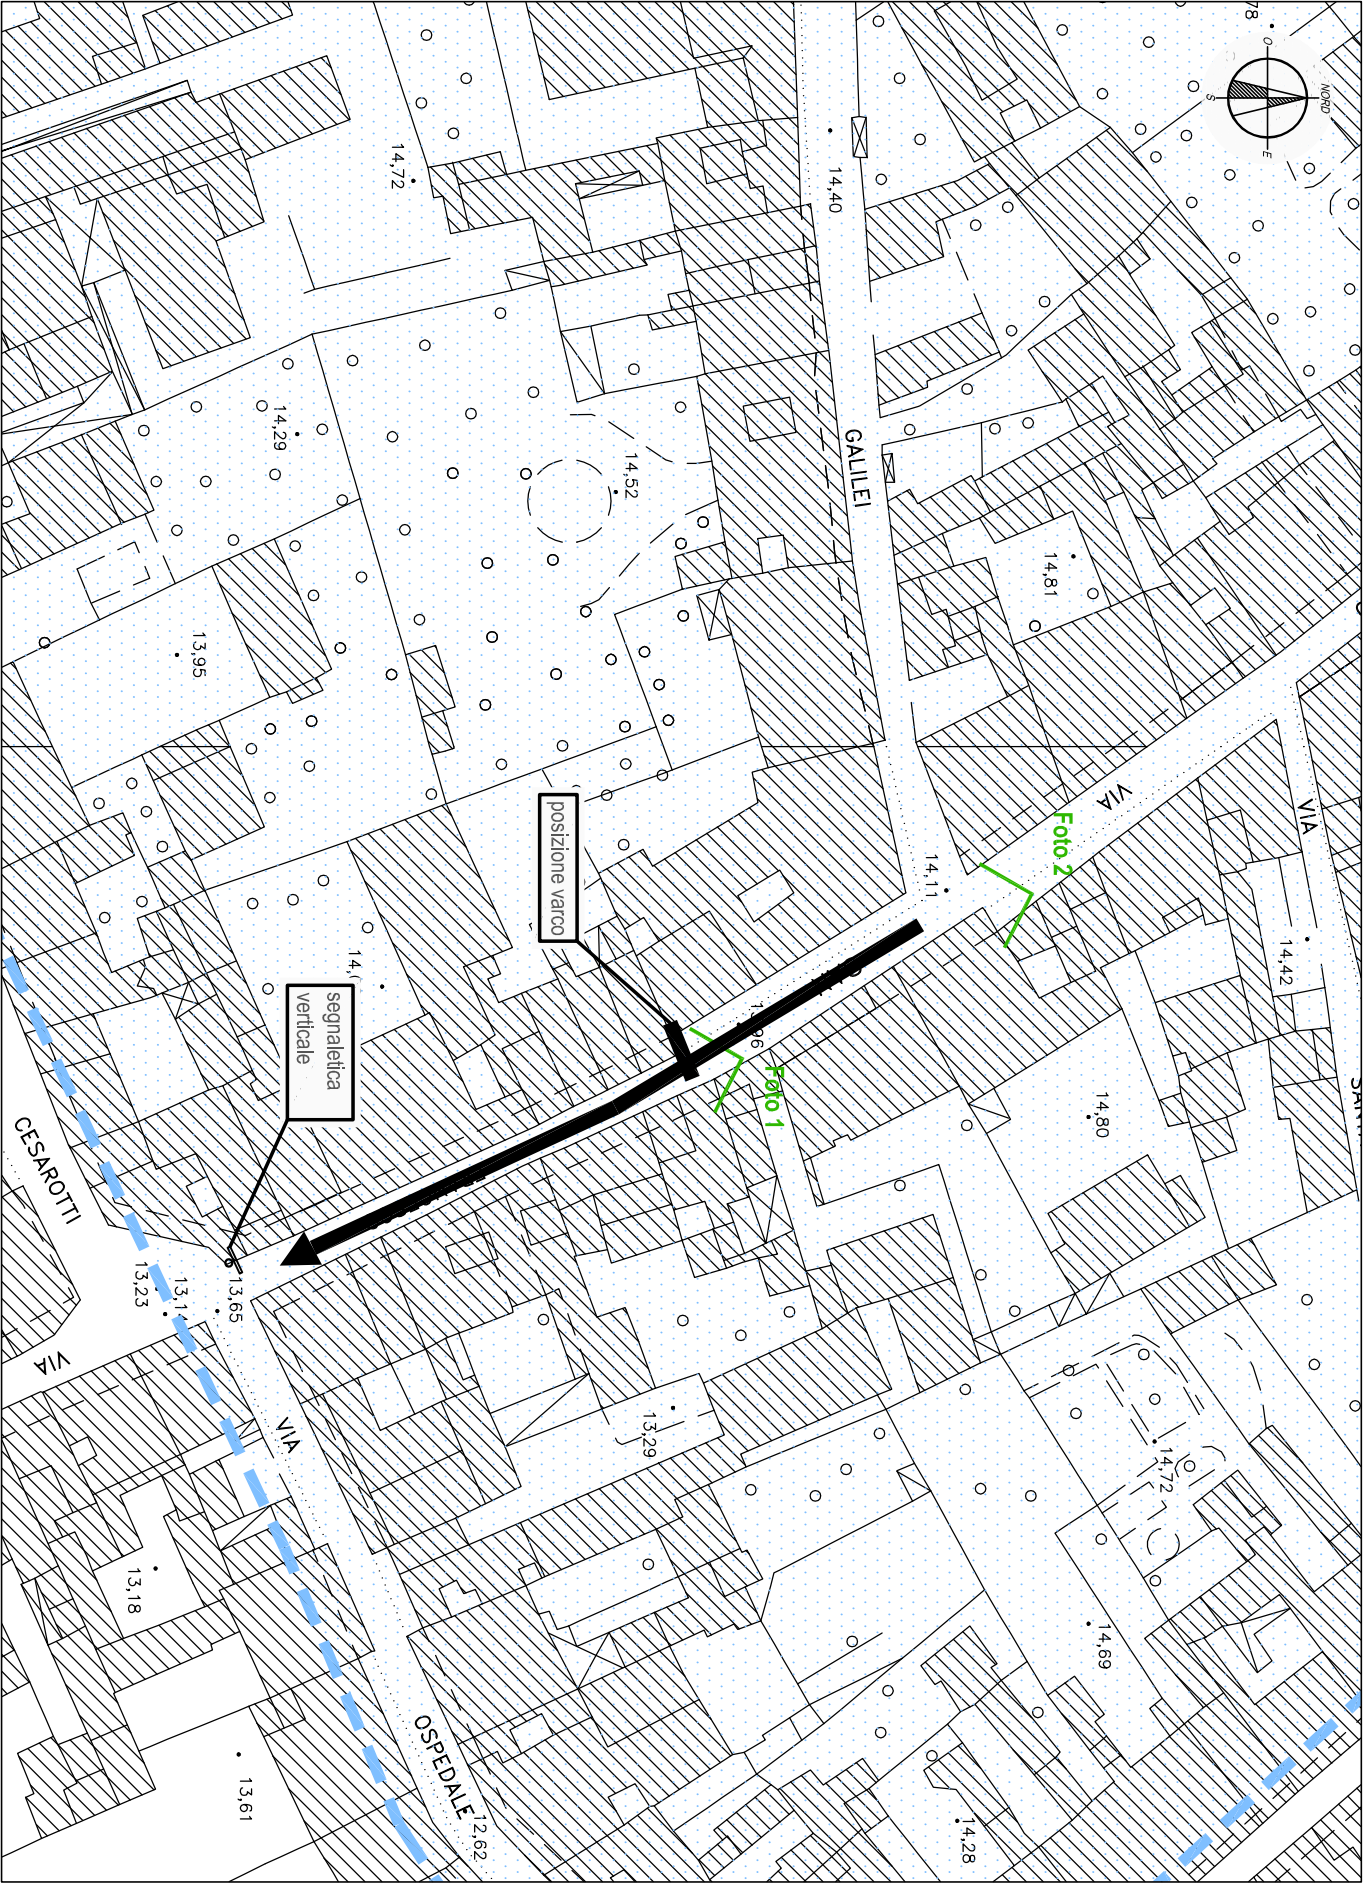 78
O
NORD
S
E
14,72
14,40
GALILEI
14,29
14,52
14,81
13,95
VIA
VIA
Foto 2
14,11
14,42
posizione varco
Foto 1
14,80
segnaletica
verticale
CESAROTTI
13,23
13,65
VIA
VIA
13,29
14,72
13,18
14,69
OSPEDALE
12,62
13,61
14,28